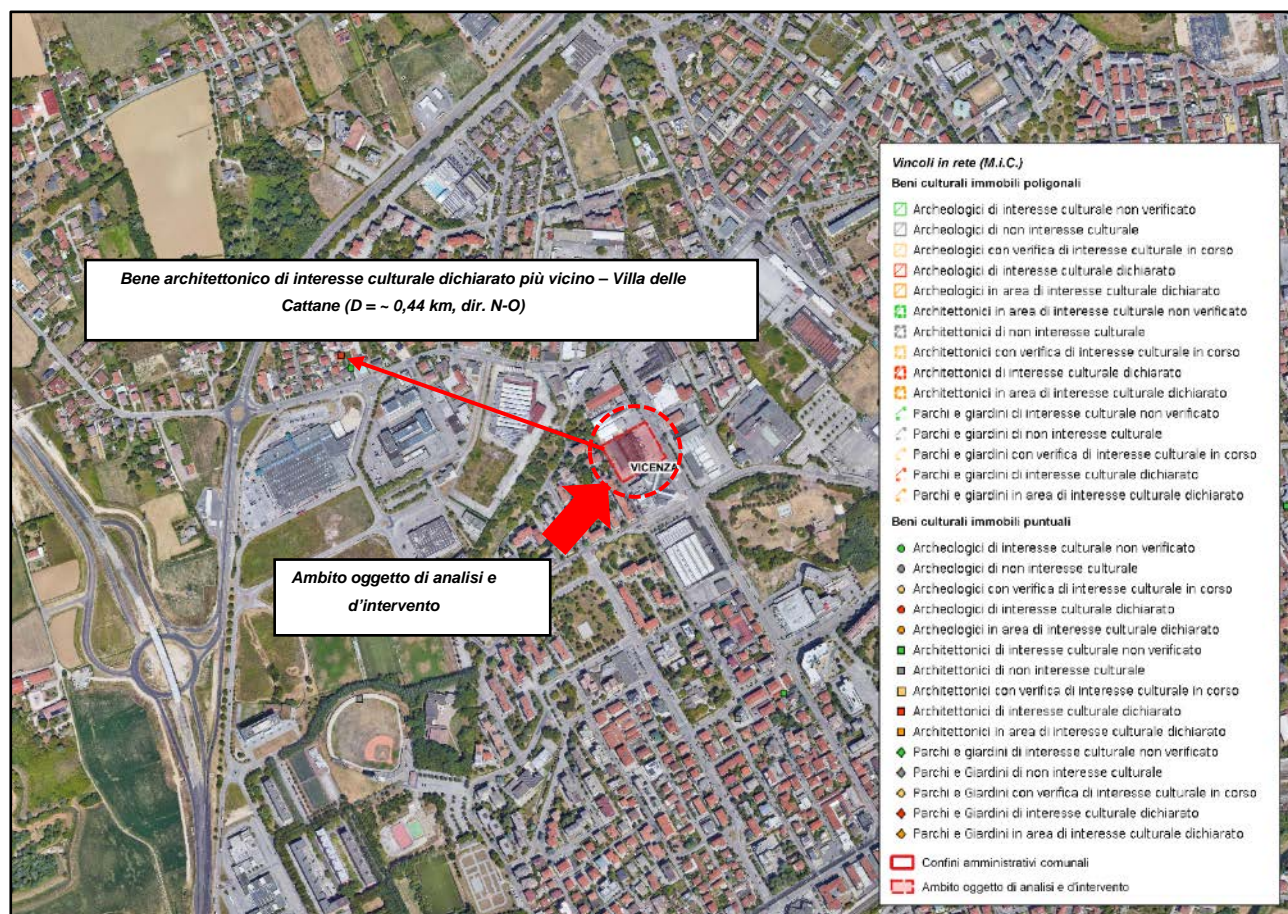 Bene architettonico di interesse culturale dichiarato più vicino – Villa delle
Cattane (D = ~ 0,44 km, dir. N-O)
VICENZA
Ambito oggetto di analisi e
d'intervento
Vincoli in rete (M.i.C.)
Beni culturali immobili poligonali
Archeologici di interesse culturale non verificato
Archeologici di non interesse culturale
Archeologici con verifica di interesse culturale in corso
Archeologici di interesse culturale dichiarato
Archeologici in area di interesse culturale dichiarato
Architettonici in area di interesse culturale non verificato
Architettonici di non interesse culturale
Architettonici con verifica di interesse culturale in corso
Architettonici di interesse culturale dichiarato
Architettonici in area di interesse culturale dichiarato
Parchi e giardini di interesse culturale non verificato
Parchi e giardini di non interesse culturale
Parchi e giardini con verifica di interesse culturale in corso
Parchi e giardini di interesse culturale dichiarato
Parchi e giardini in area di interesse culturale dichiarato
Beni culturali immobili puntuali
Archeologici di interesse culturale non verificato
Archeologici di non interesse culturale
Archeologici con verifica di interesse culturale in corso
Archeologici di interesse culturale dichiarato
Archeologici in area di interesse culturale dichiarato
Architettonici di interesse culturale non verificato
Architettonici di non interesse culturale
Architettonici con verifica di interesse culturale in corso
Architettonici di interesse culturale dichiarato
Architettonici in area di interesse culturale dichiarato
Parchi e giardini di interesse culturale non verificato
Parchi e Giardini di non interesse culturale
Parchi e Giardini con verifica di interesse culturale in corso
Parchi e Giardini di interesse culturale dichiarato
Parchi e Giardini in area di interesse culturale dichiarato
Confini amministrativi comunali
Ambito oggetto di analisi e d'intervento